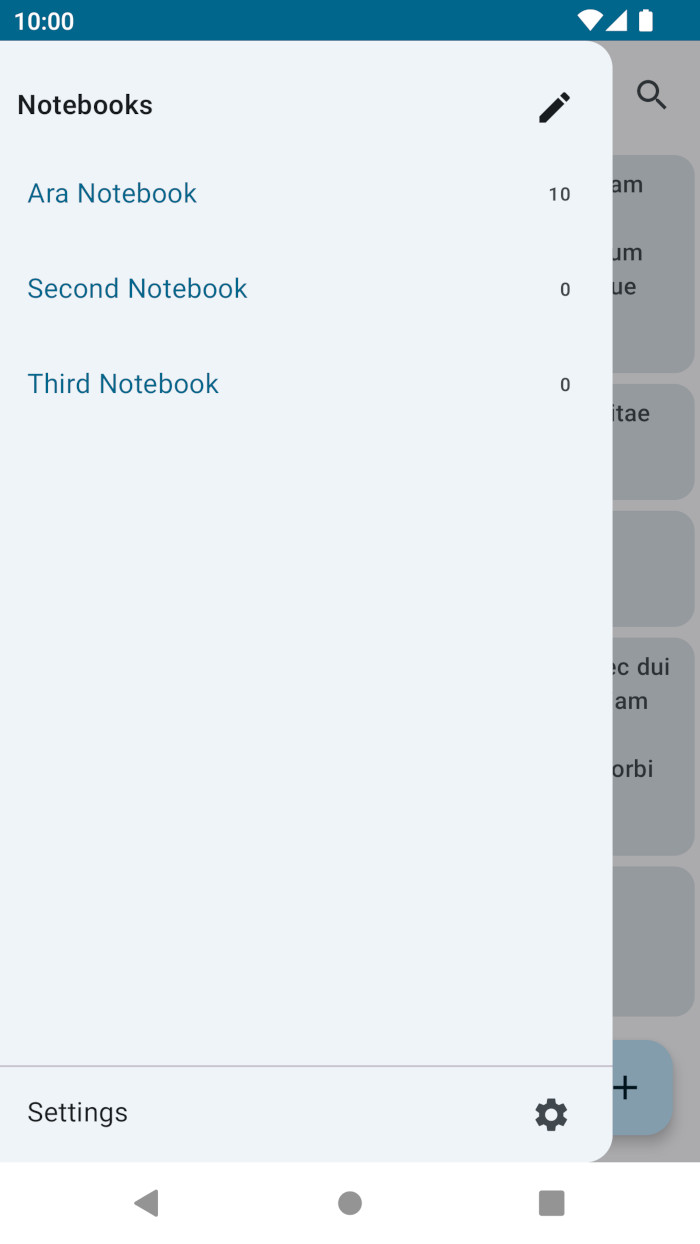 10:00
Notebooks
Ara Notebook 10
Second Notebook 0
Third Notebook 0
Settings
am
um
ue
itae
ec dui
am
orbi